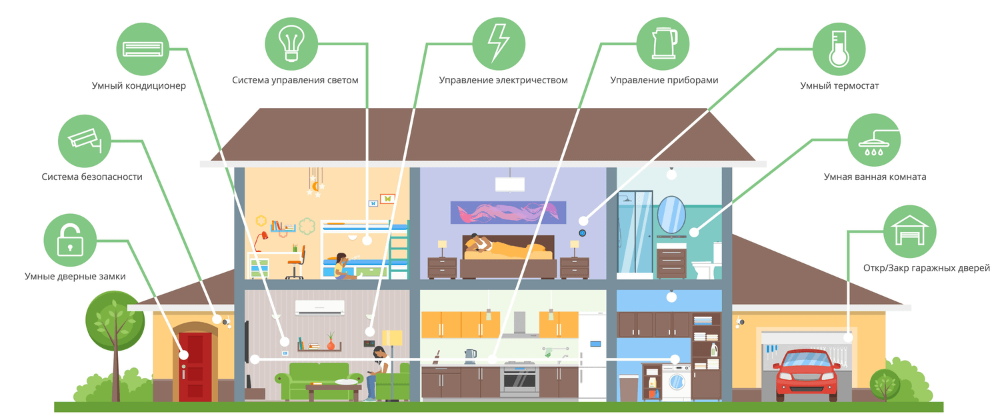 Умный кондиционер
Система управления светом
Управление электричеством
Управление приборами
Умный термостат
Система безопасности
Умная ванная комната
Умные дверные замки
Откр/Закр гаражных дверей